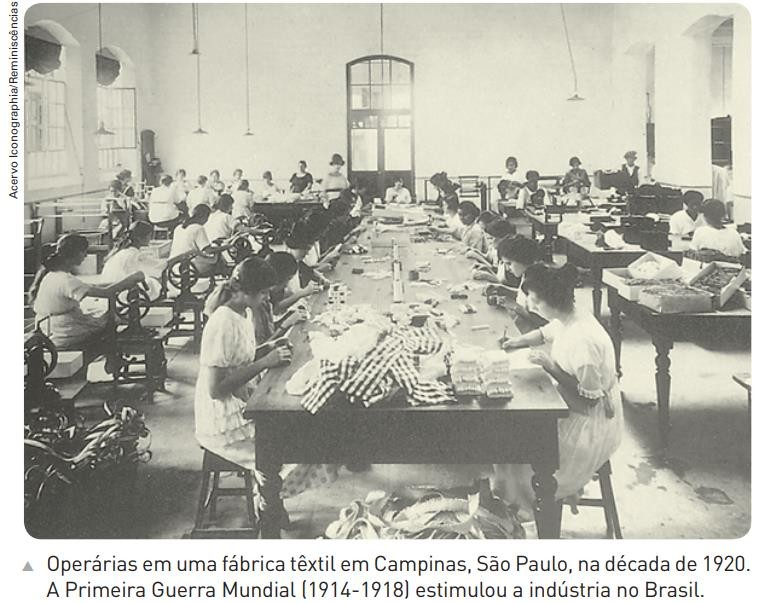 Acervo Iconographia/Reminiscências
Operárias em uma fábrica têxtil em Campinas, São Paulo, na década de 1920.
A Primeira Guerra Mundial (1914-1918) estimulou a indústria no Brasil.